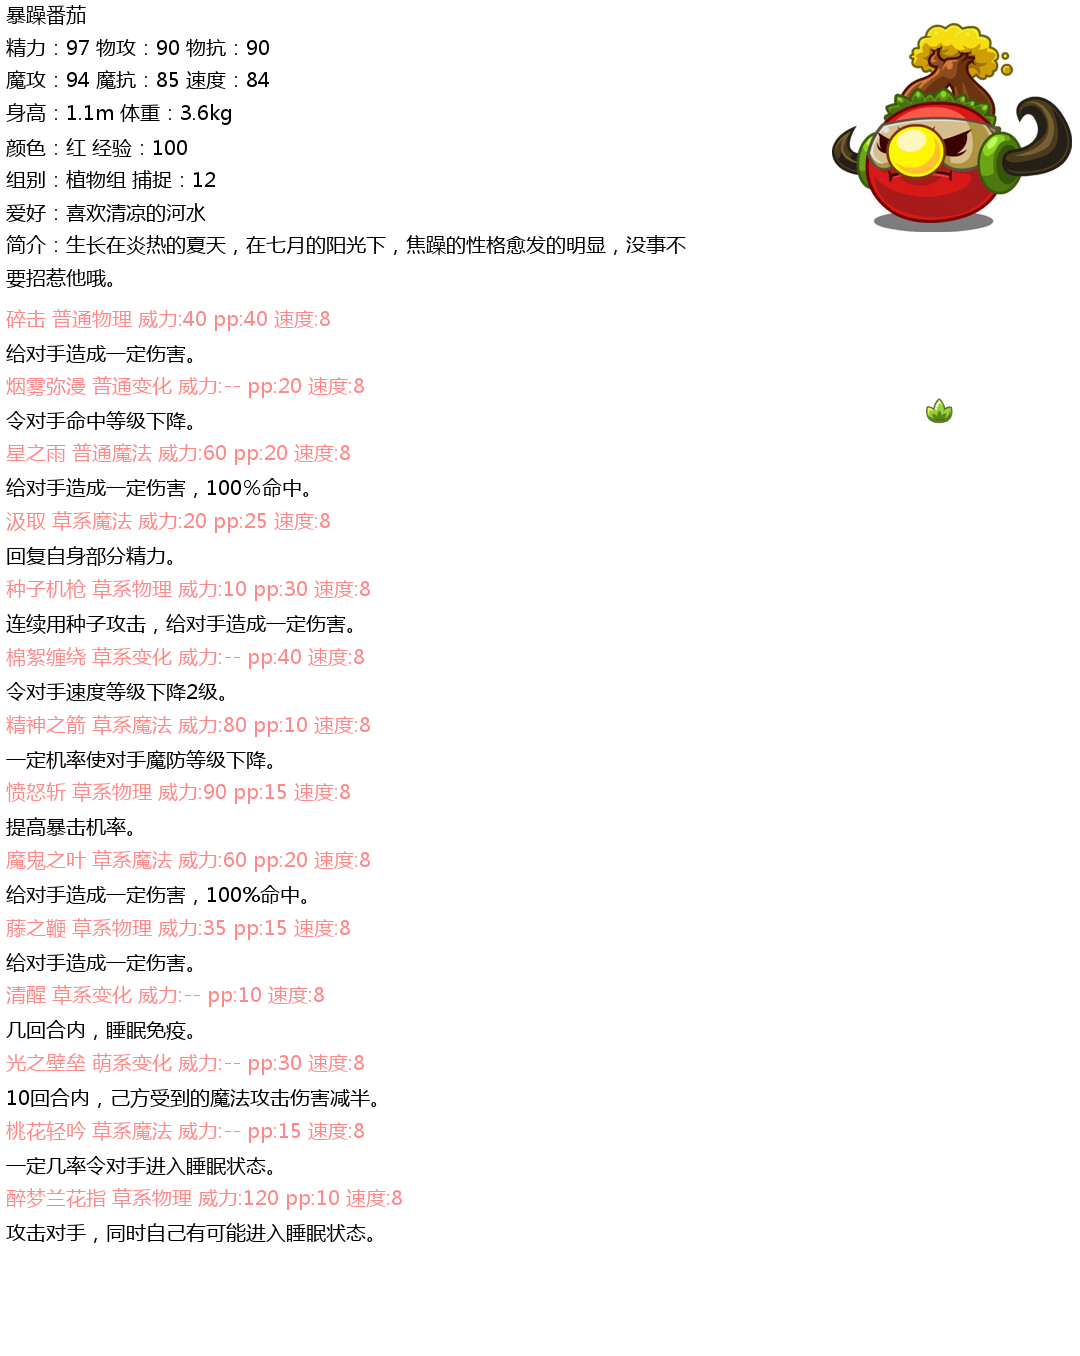 暴躁番茄
精力：97 物攻：90 物抗：90
魔攻：94 魔抗：85 速度：84
身高：1.1m 体重：3.6kg
颜色：红 经验：100
组别：植物组 捕捉：12
爱好：喜欢清凉的河水
简介：生长在炎热的夏天，在七月的阳光下，焦躁的性格愈发的明显，没事不
要招惹他哦。
碎击 普通物理 威力:40 pp:40 速度:8
给对手造成一定伤害。
烟雾弥漫 普通变化 威力:-- pp:20 速度:8
令对手命中等级下降。
星之雨 普通魔法 威力:60 pp:20 速度:8
给对手造成一定伤害，100％命中。
汲取 草系魔法 威力:20 pp:25 速度:8
回复自身部分精力。
种子机枪 草系物理 威力:10 pp:30 速度:8
连续用种子攻击，给对手造成一定伤害。
棉絮缠绕 草系变化 威力:-- pp:40 速度:8
令对手速度等级下降2级。
精神之箭 草系魔法 威力:80 pp:10 速度:8
一定机率使对手魔防等级下降。
愤怒斩 草系物理 威力:90 pp:15 速度:8
提高暴击机率。
魔鬼之叶 草系魔法 威力:60 pp:20 速度:8
给对手造成一定伤害，100%命中。
藤之鞭 草系物理 威力:35 pp:15 速度:8
给对手造成一定伤害。
清醒 草系变化 威力:-- pp:10 速度:8
几回合内，睡眠免疫。
光之壁垒 萌系变化 威力:-- pp:30 速度:8
10回合内，己方受到的魔法攻击伤害减半。
桃花轻吟 草系魔法 威力:-- pp:15 速度:8
一定几率令对手进入睡眠状态。
醉梦兰花指 草系物理 威力:120 pp:10 速度:8
攻击对手，同时自己有可能进入睡眠状态。